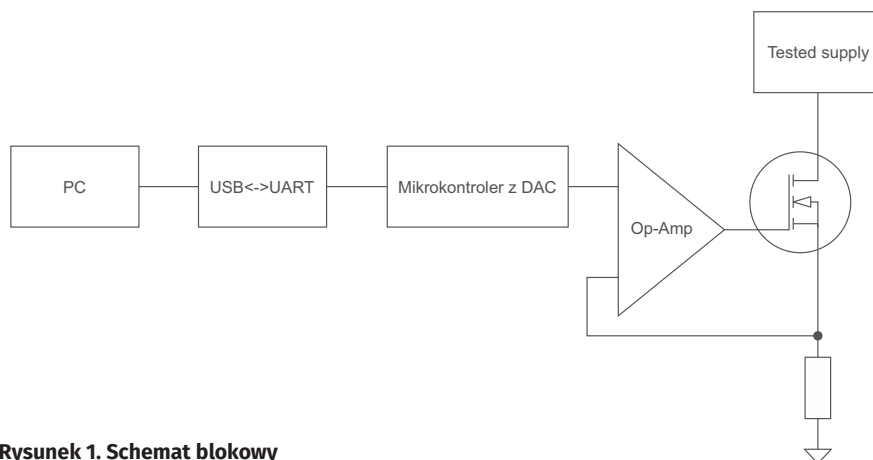 Tested supply
PC
USB<->UART
Mikrokontroler z DAC
Op-Amp
Rysunek 1. Schemat blokowy